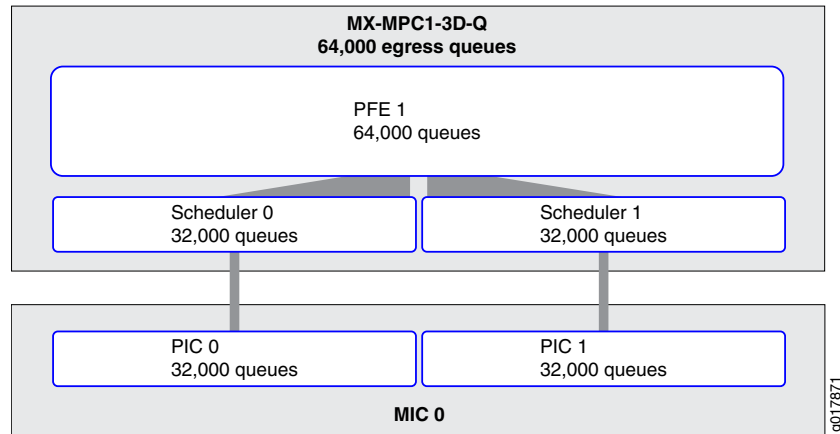 MX-MPC1-3D-Q
64,000 egress queues
PFE 1
64,000 queues
Scheduler 0
32,000 queues
Scheduler 1
32,000 queues
PIC 0
32,000 queues
PIC 1
32,000 queues
MIC 0
g017871